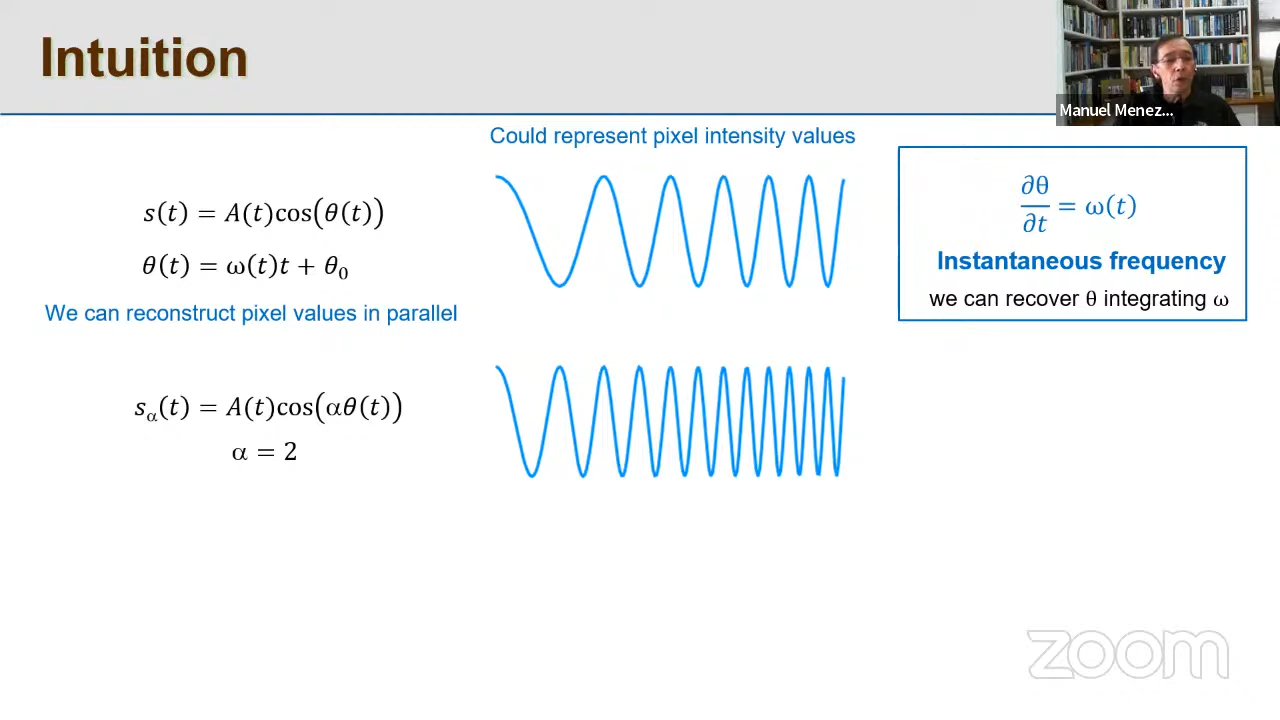 Intuition
Manuel Menez...
Could represent pixel intensity values
s(t) = A(t)cos(θ(t))
θ(t) = ω(t)t + θ₀
We can reconstruct pixel values in parallel
∂θ/∂t = ω(t)
Instantaneous frequency
we can recover θ integrating ω
s_α(t) = A(t)cos(αθ(t))
α = 2
zoom